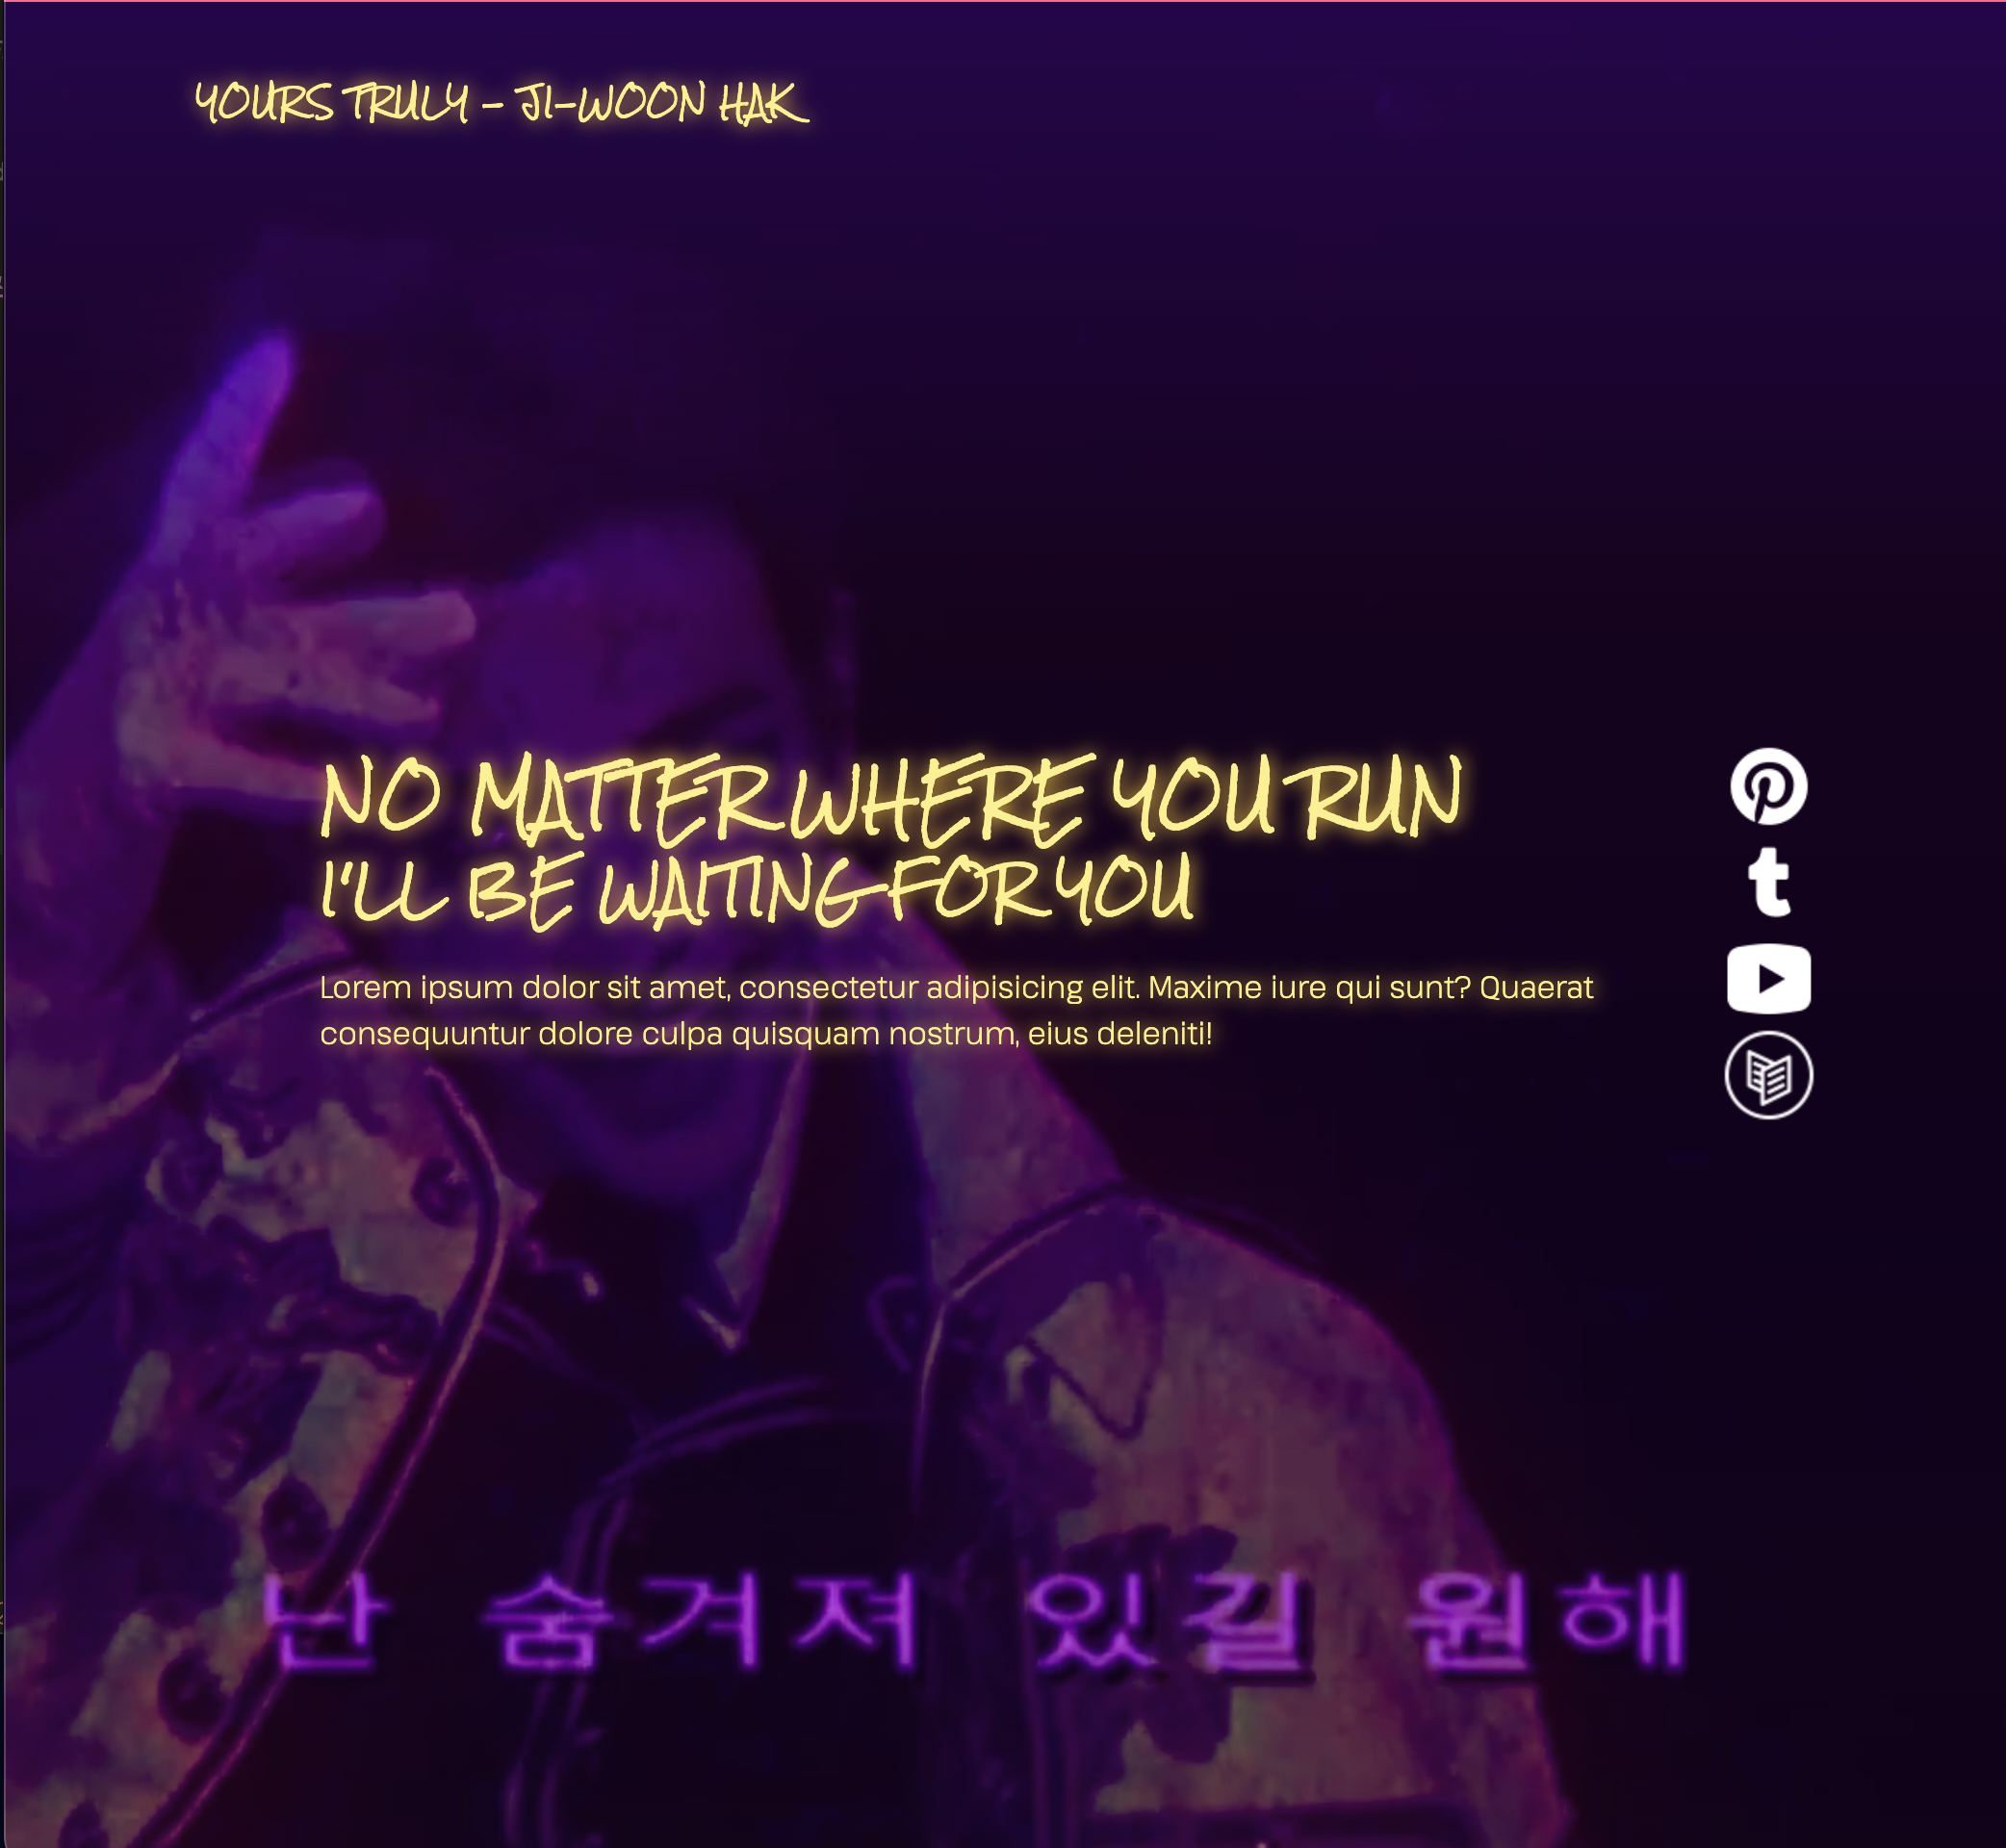 YOURS TRULY - JI-WOON HAK
NO MATTER WHERE YOU RUN
I'LL BE WAITING FOR YOU
Lorem ipsum dolor sit amet, consectetur adipisicing elit. Maxime iure qui sunt? Quaerat
consequuntur dolore culpa quisquam nostrum, eius deleniti!
난 숨겨져 있길 원해